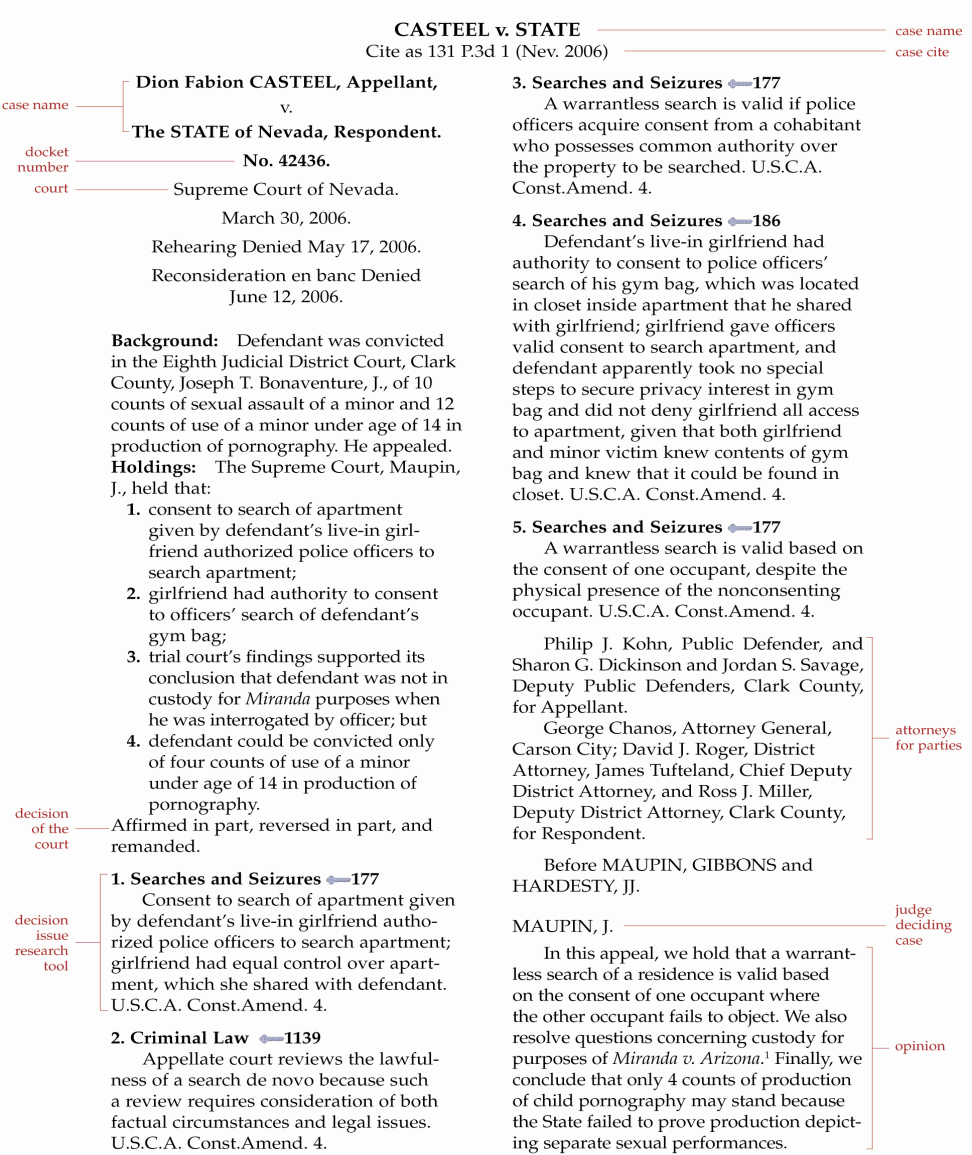 CASTEEL v. STATE
case name
Cite as 131 P.3d 1 (Nev. 2006)
case cite
case name
Dion Fabion CASTEEL, Appellant,
v.
The STATE of Nevada, Respondent.
docket
number
No. 42436.
court
Supreme Court of Nevada.
March 30, 2006.
Rehearing Denied May 17, 2006.
Reconsideration en banc Denied
June 12, 2006.
Background: Defendant was convicted
in the Eighth Judicial District Court, Clark
County, Joseph T. Bonaventure, J., of 10
counts of sexual assault of a minor and 12
counts of use of a minor under age of 14 in
production of pornography. He appealed.
Holdings: The Supreme Court, Maupin,
J., held that:
1. consent to search of apartment
given by defendant's live-in girl-
friend authorized police officers to
search apartment;
2. girlfriend had authority to consent
to officers' search of defendant's
gym bag;
3. trial court's findings supported its
conclusion that defendant was not in
custody for Miranda purposes when
he was interrogated by officer; but
4. defendant could be convicted only
of four counts of use of a minor
under age of 14 in production of
pornography.
decision
of the
court
Affirmed in part, reversed in part, and
remanded.
decision
issue
research
tool
1. Searches and Seizures 177
Consent to search of apartment given
by defendant's live-in girlfriend autho-
rized police officers to search apartment;
girlfriend had equal control over apart-
ment, which she shared with defendant.
U.S.C.A. Const.Amend. 4.
2. Criminal Law 1139
Appellate court reviews the lawful-
ness of a search de novo because such
a review requires consideration of both
factual circumstances and legal issues.
U.S.C.A. Const.Amend. 4.
3. Searches and Seizures 177
A warrantless search is valid if police
officers acquire consent from a cohabitant
who possesses common authority over
the property to be searched. U.S.C.A.
Const.Amend. 4.
4. Searches and Seizures 186
Defendant's live-in girlfriend had
authority to consent to police officers'
search of his gym bag, which was located
in closet inside apartment that he shared
with girlfriend; girlfriend gave officers
valid consent to search apartment, and
defendant apparently took no special
steps to secure privacy interest in gym
bag and did not deny girlfriend all access
to apartment, given that both girlfriend
and minor victim knew contents of gym
bag and knew that it could be found in
closet. U.S.C.A. Const.Amend. 4.
5. Searches and Seizures 177
A warrantless search is valid based on
the consent of one occupant, despite the
physical presence of the nonconsenting
occupant. U.S.C.A. Const.Amend. 4.
Philip J. Kohn, Public Defender, and
Sharon G. Dickinson and Jordan S. Savage,
Deputy Public Defenders, Clark County,
for Appellant.
George Chanos, Attorney General,
Carson City; David J. Roger, District
Attorney, James Tufteland, Chief Deputy
District Attorney, and Ross J. Miller,
Deputy District Attorney, Clark County,
for Respondent.
attorneys
for parties
Before MAUPIN, GIBBONS and
HARDESTY, JJ.
MAUPIN, J.
judge
deciding
case
In this appeal, we hold that a warrant-
less search of a residence is valid based
on the consent of one occupant where
the other occupant fails to object. We also
resolve questions concerning custody for
purposes of Miranda v. Arizona.¹ Finally, we
conclude that only 4 counts of production
of child pornography may stand because
the State failed to prove production depict-
ing separate sexual performances.
opinion